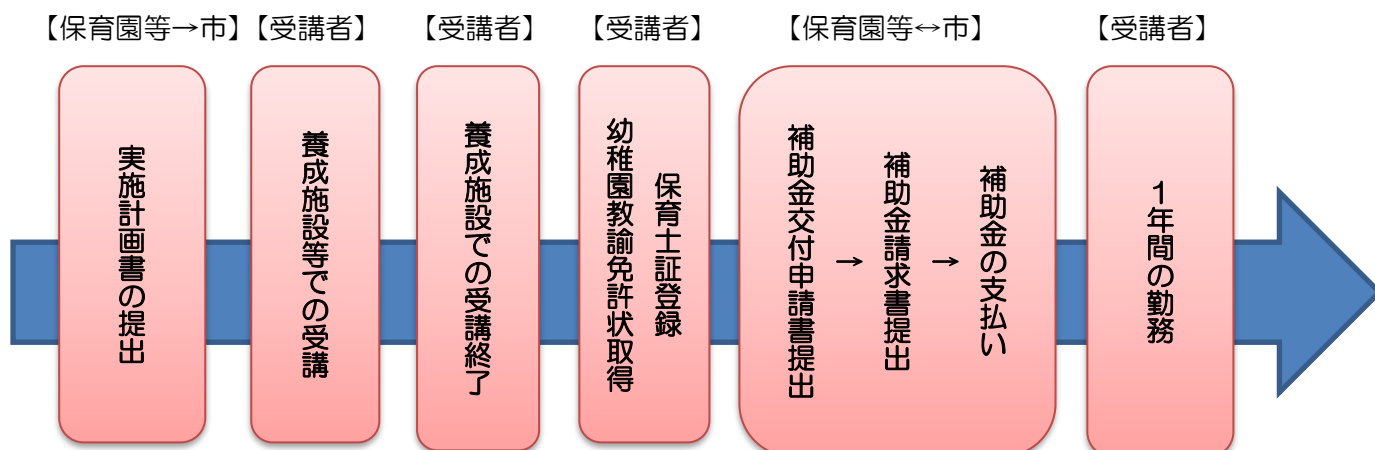 【保育園等→市】
【受講者】
【受講者】
【受講者】
【保育園等↔市】
【受講者】
実施計画書の提出
養成施設等での受講
養成施設での受講終了
保育士証登録
幼稚園教諭免許状取得
補助金交付申請書提出
→
補助金請求書提出
→
補助金の支払い
1年間の勤務